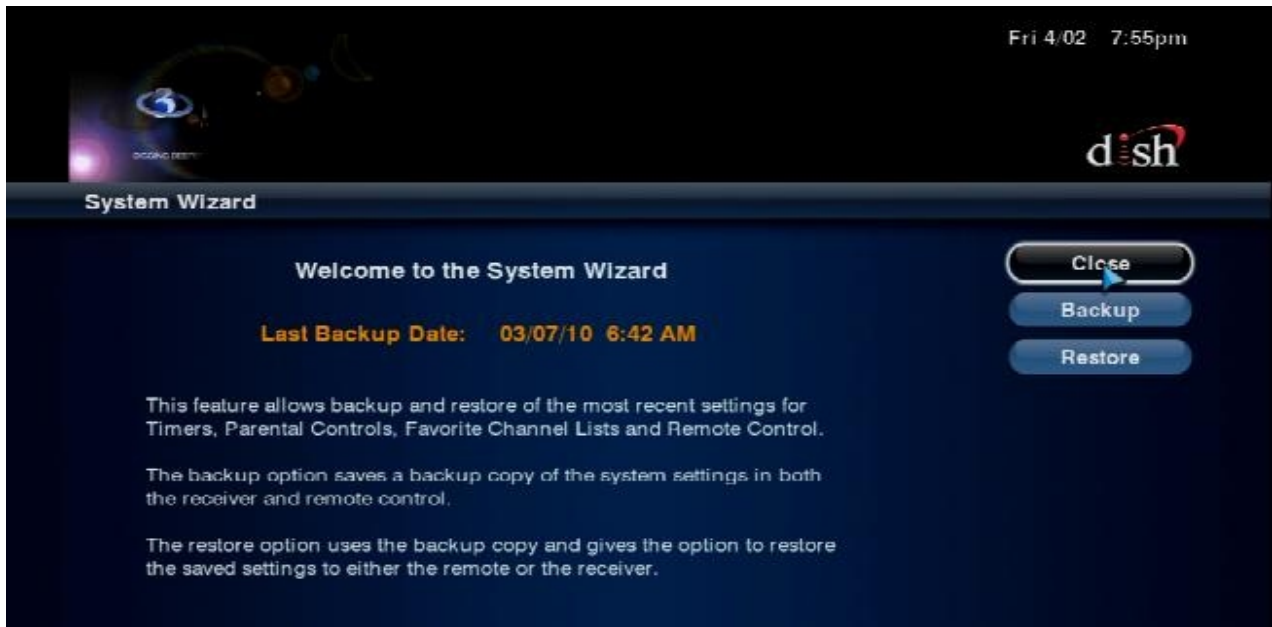 Fri 4/02 7:55pm
3
dish
System Wizard
Welcome to the System Wizard
Close
Last Backup Date: 03/07/10 6:42 AM
Backup
Restore
This feature allows backup and restore of the most recent settings for
Timers, Parental Controls, Favorite Channel Lists and Remote Control.
The backup option saves a backup copy of the system settings in both
the receiver and remote control.
The restore option uses the backup copy and gives the option to restore
the saved settings to either the remote or the receiver.